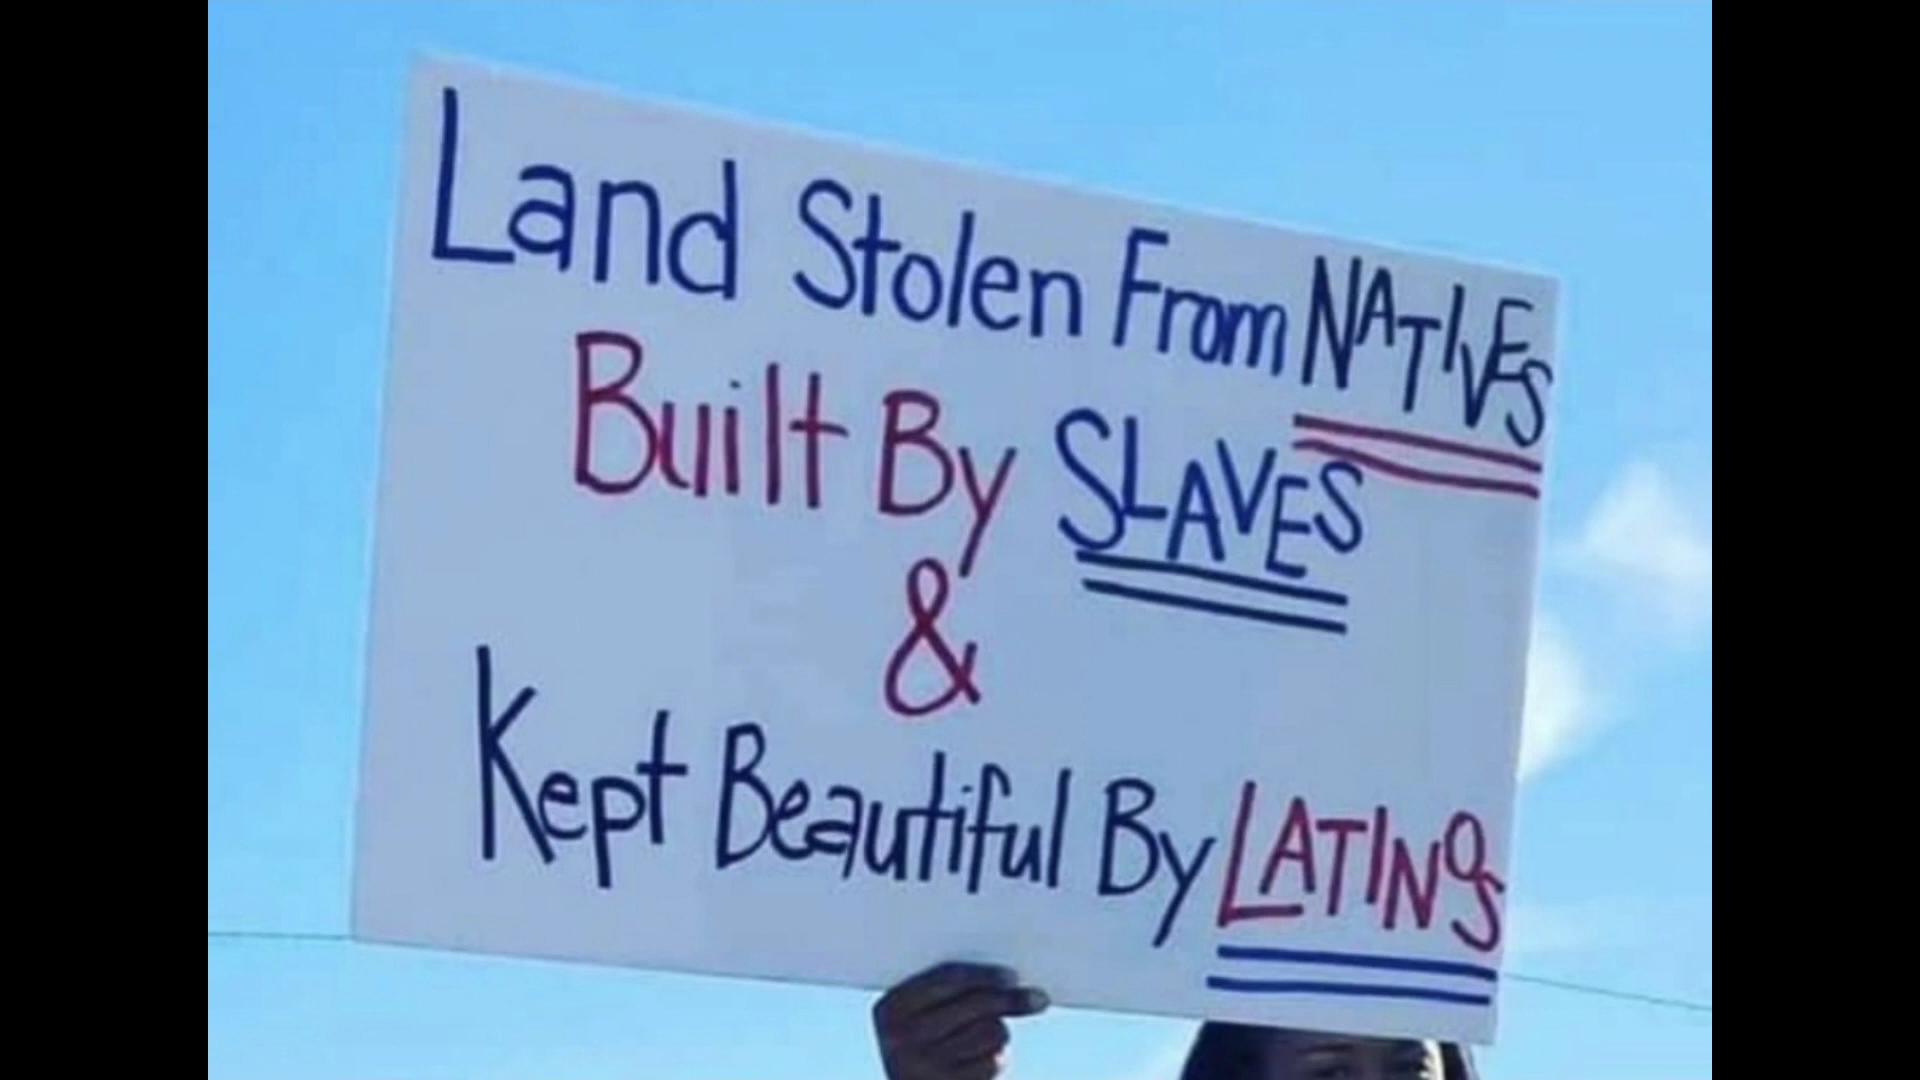 Land Stolen From NATIVES
Built By SLAVES
&
Kept Beautiful By LATINOS